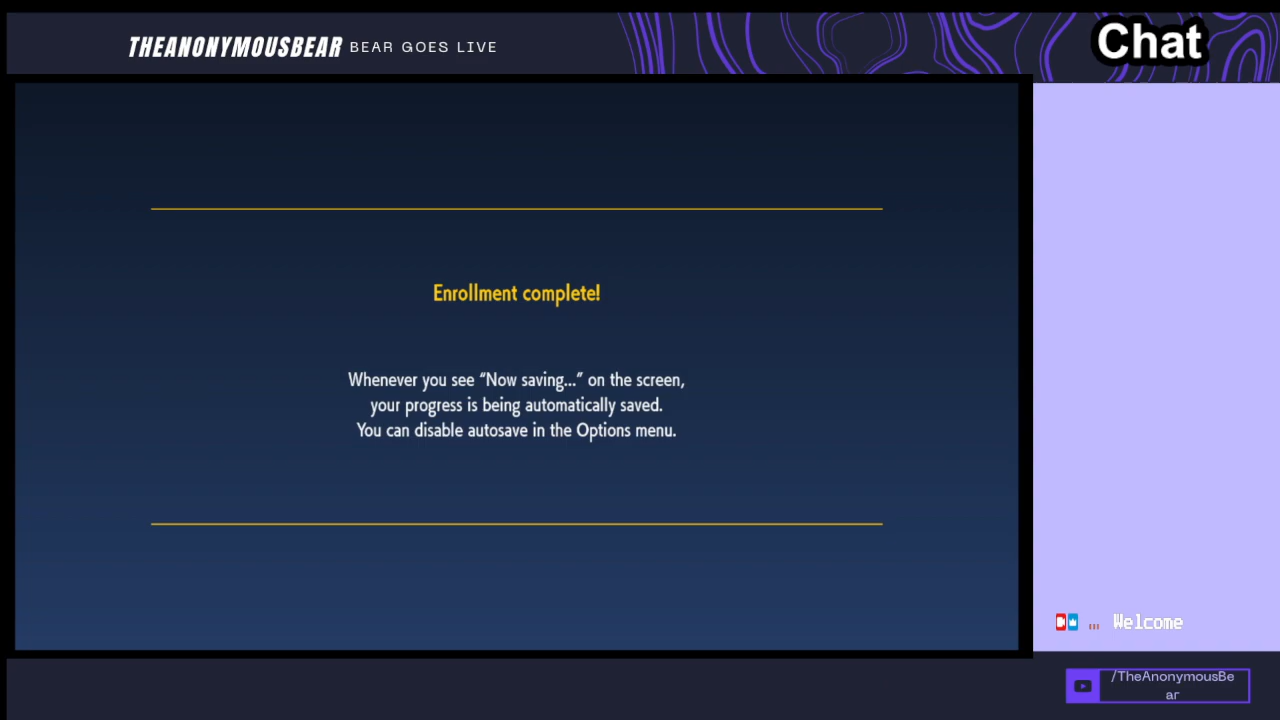 THEANONYMOUSBEAR BEAR GOES LIVE
Chat
Enrollment complete!
Whenever you see “Now saving...” on the screen,
your progress is being automatically saved.
You can disable autosave in the Options menu.
... Welcome
/TheAnonymousBe
ar